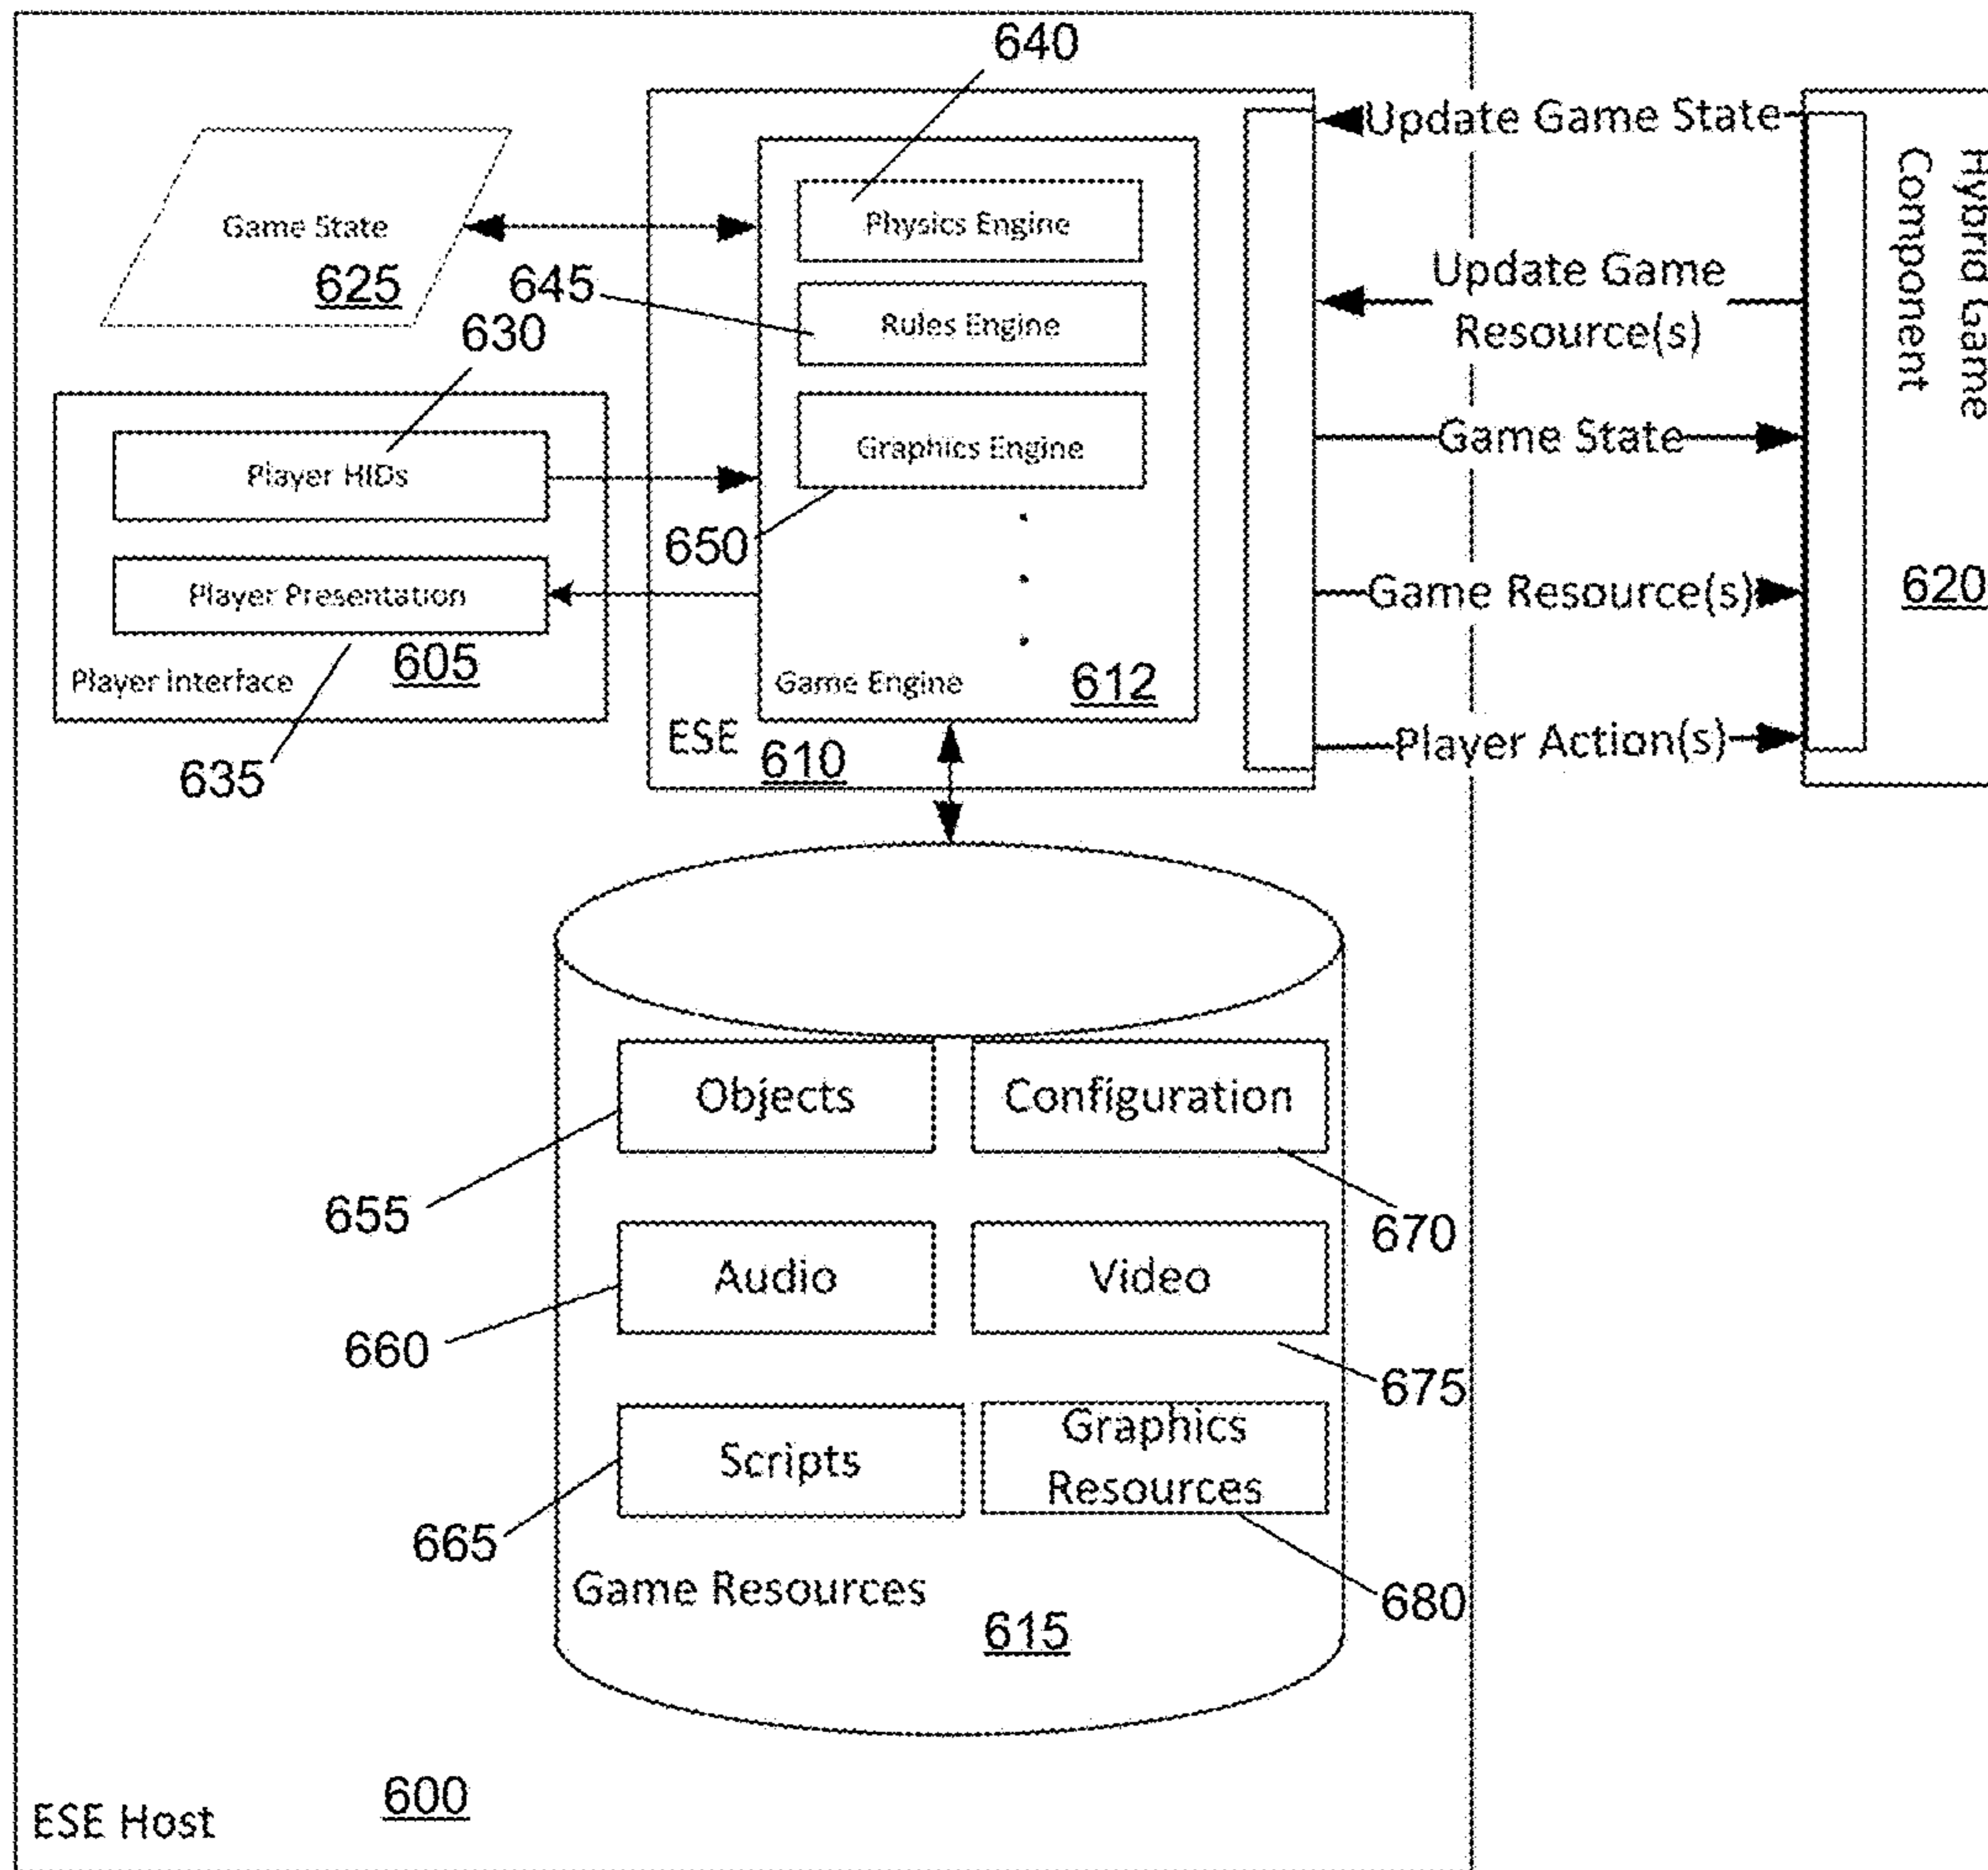 640
Update Game State
Game State
625
Physics Engine
645
Rules Engine
Update Game
Resource(s)
Hybrid Game
Component
630
Player HIDs
Graphics Engine
Game State
650
Player Presentation
605
Player Interface
635
Game Engine
612
ESE
610
Game Resource(s)
620
Player Action(s)
Objects
Configuration
655
670
Audio
Video
660
675
Scripts
Graphics
Resources
665
680
Game Resources
615
ESE Host
600